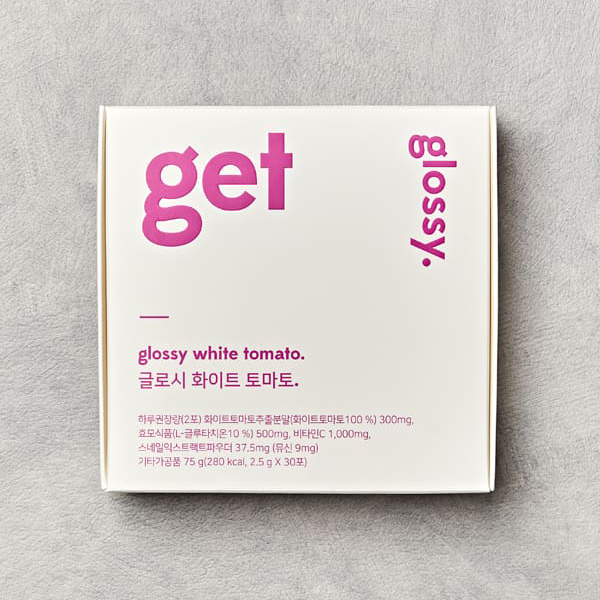 get
glossy.
glossy white tomato.
글로시 화이트 토마토.
하루권장량(2포) 화이트토마토추출분말(화이트토마토100 %) 300mg,
효모식품(L-글루타치온10 %) 500mg, 비타민C 1,000mg,
스네일익스트랙트파우더 37.5mg (뮤신 9mg)
기타가공품 75 g(280 kcal, 2.5 g X 30포)